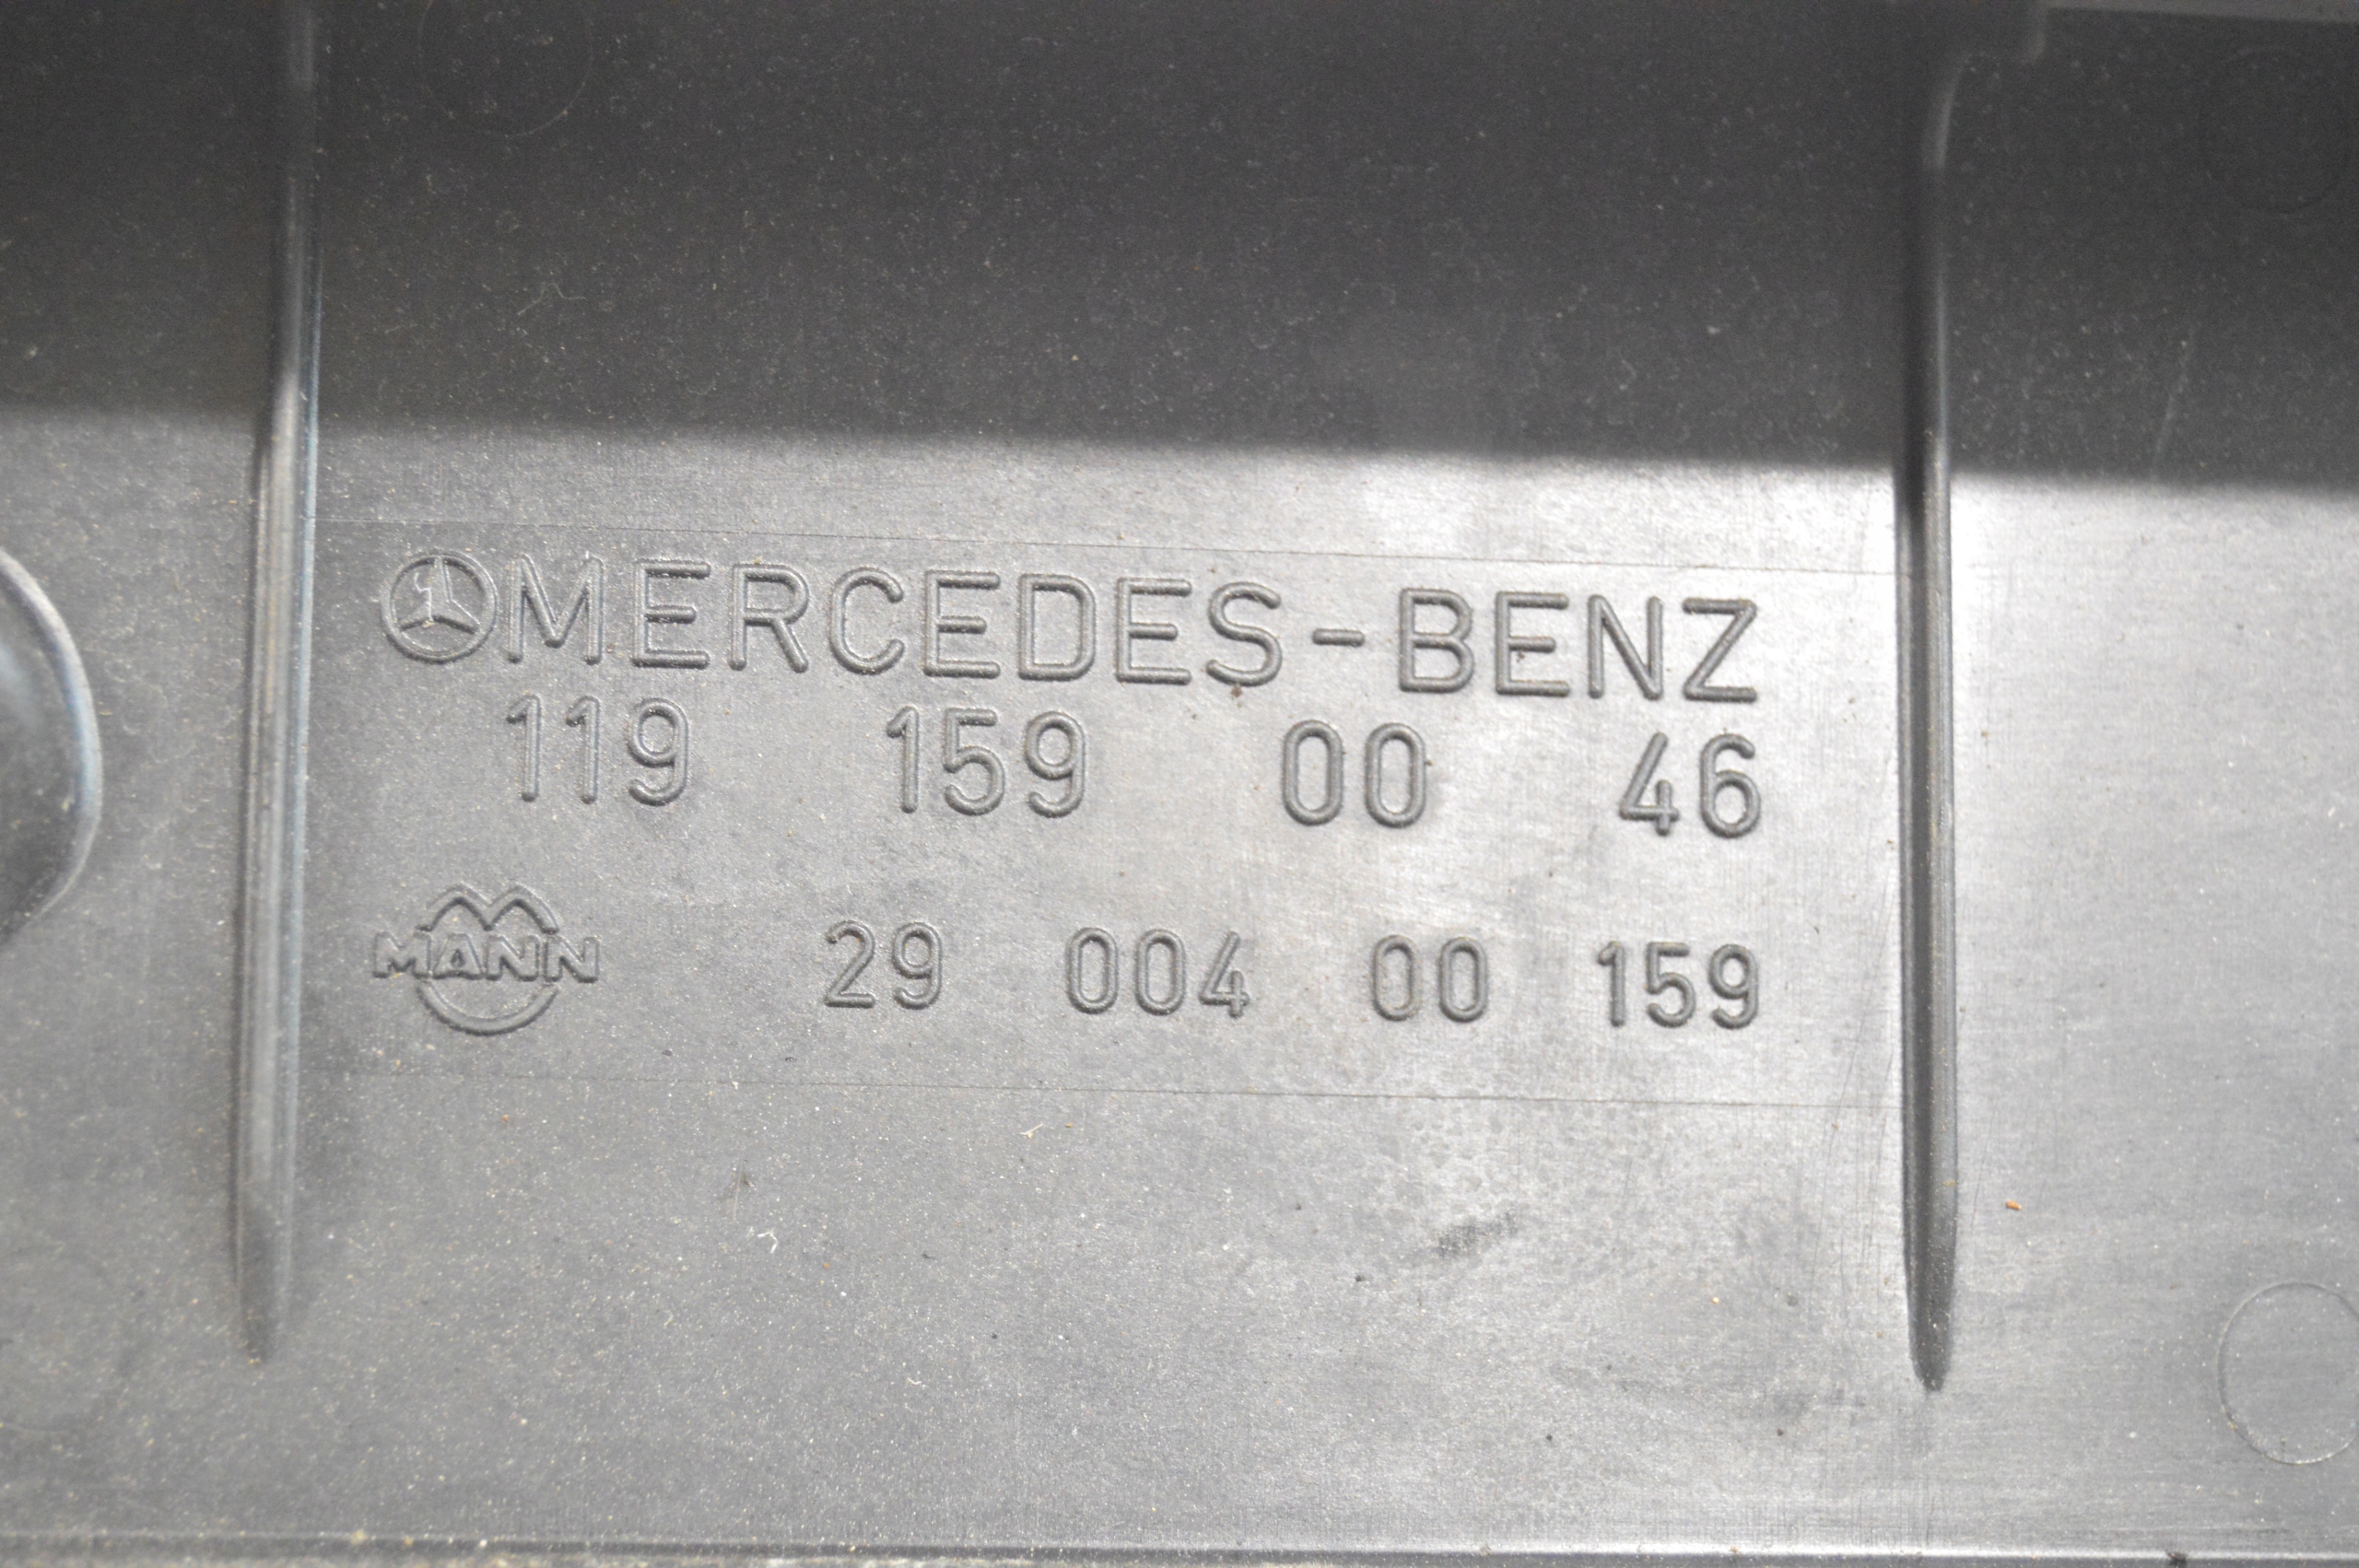 MERCEDES-BENZ
119 159 00 46
MANN 29 004 00 159